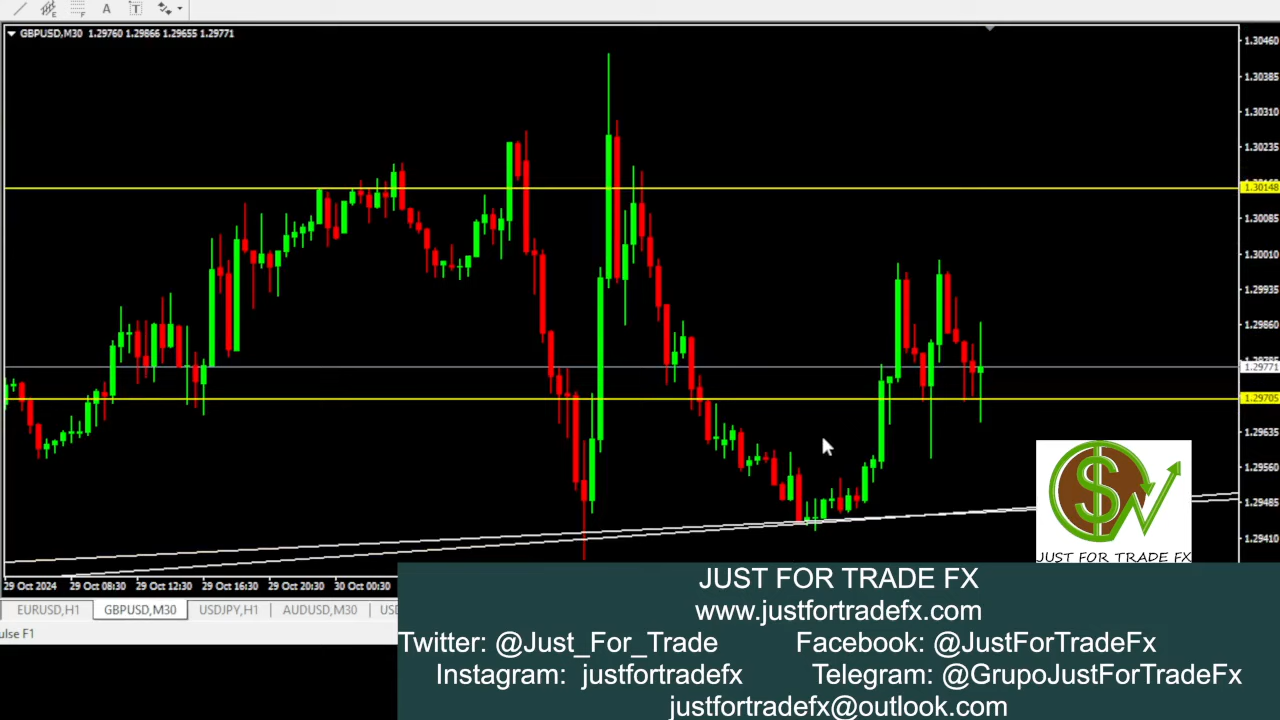 E
F
A
T
GBPUSD,M30 1.29760 1.29866 1.29655 1.29771
1.30460
1.30385
1.30310
1.30235
1.30148
1.30085
1.30010
1.29935
1.29860
1.29771
1.29705
1.29635
1.29560
1.29485
1.29410
JUST FOR TRADE FX
29 Oct 2024 29 Oct 08:30 29 Oct 12:30 29 Oct 16:30 29 Oct 20:30 30 Oct 00:30
EURUSD,H1 GBPUSD,M30 USDJPY,H1 AUDUSD,M30
ulse F1
JUST FOR TRADE FX
www.justfortradefx.com
Twitter: @Just_For_Trade Facebook: @JustForTradeFx
Instagram: justfortradefx Telegram: @GrupoJustForTradeFx
justfortradefx@outlook.com